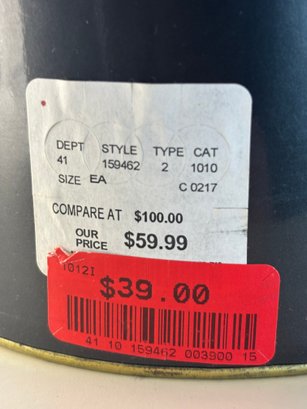 DEPT STYLE TYPE CAT
41 159462 2 1010
SIZE EA
C 0217
COMPARE AT $100.00
OUR PRICE $59.99
1012I
$39.00
41 10 159462 003900 15